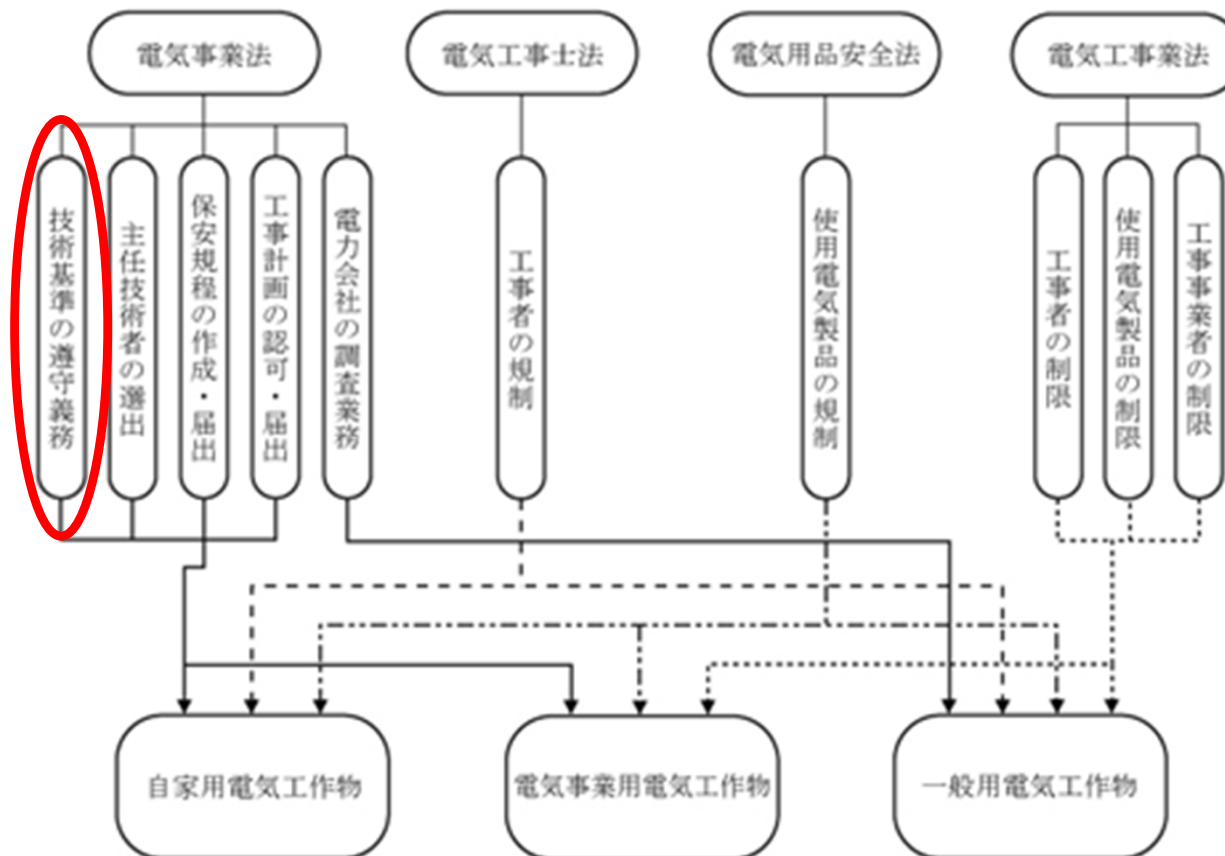 電気事業法
電気工事士法
電気用品安全法
電気工事業法
技術基準の遵守義務
主任技術者の選出
保安規程の作成・届出
工事計画の認可・届出
電力会社の調査業務
工事者の規制
使用電気製品の規制
工事者の制限
使用電気製品の制限
工事事業者の制限
自家用電気工作物
電気事業用電気工作物
一般用電気工作物